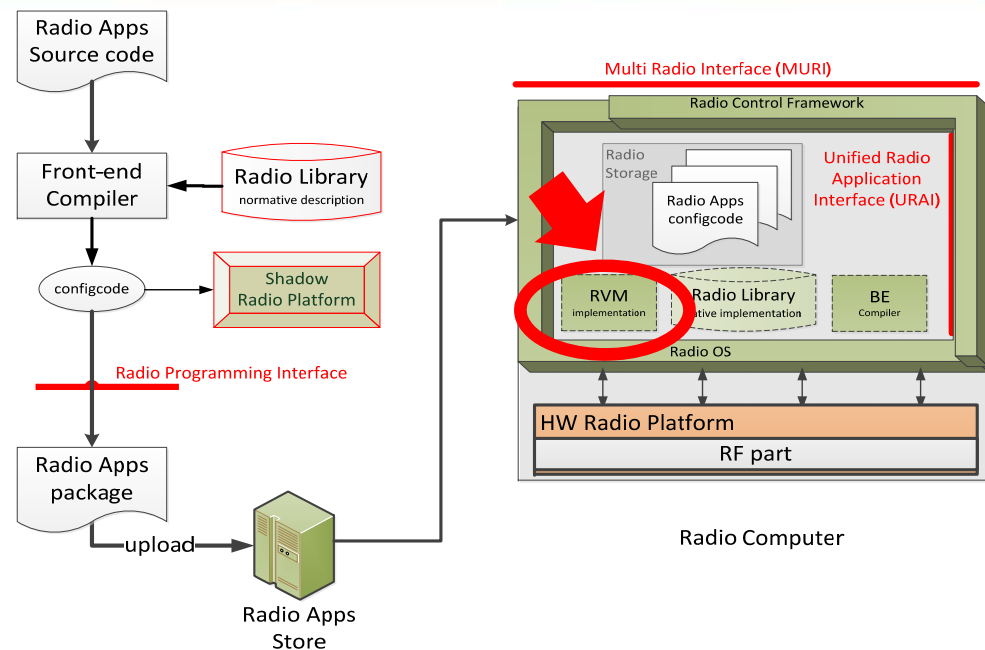 Radio Apps
Source code
Front-end
Compiler
Radio Library
normative description
configcode
Shadow
Radio Platform
Radio Programming Interface
Radio Apps
package
upload
Radio Apps
Store
Multi Radio Interface (MURI)
Radio Control Framework
Radio
Storage
Radio Apps
configcode
Unified Radio
Application
Interface (URAI)
RVM
implementation
Radio Library
ative implementation
BE
Compiler
Radio OS
HW Radio Platform
RF part
Radio Computer